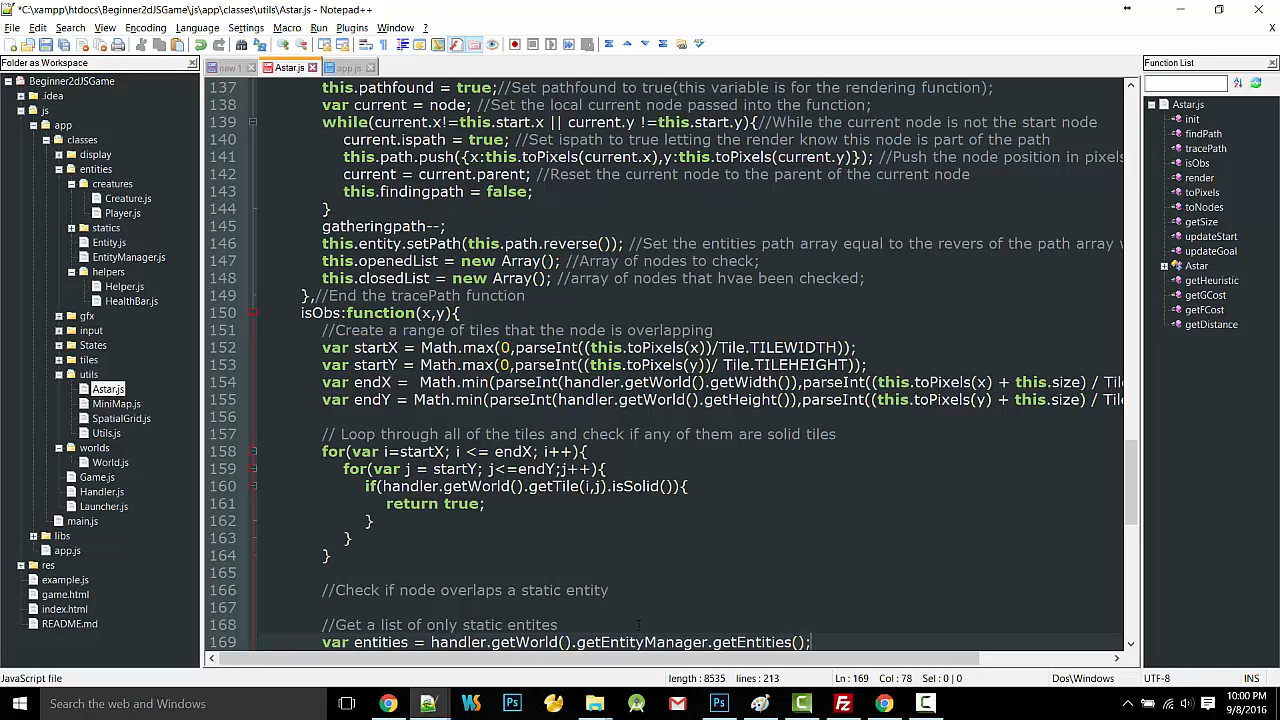 *C:\xampp\htdocs\Beginner2dJSGame\js\app\classes\utils\Astar.js - Notepad++
File Edit Search View Encoding Language Settings Macro Run Plugins Window ?
Folder as Workspace
new 1 Astar.js app.js
Function List
Beginner2dJSGame
.idea
js
app
classes
display
entities
creatures
Creature.js
Player.js
statics
Entity.js
EntityManager.js
helpers
Helper.js
HealthBar.js
gfx
input
States
tiles
utils
Astar.js
MiniMap.js
SpatialGrid.js
Utils.js
worlds
World.js
Game.js
Handler.js
Launcher.js
main.js
libs
app.js
res
example.js
game.html
index.html
README.md
137 this.pathfound = true;//Set pathfound to true(this variable is for the rendering function);
138 var current = node; //Set the local current node passed into the function;
139 while(current.x!=this.start.x || current.y !=this.start.y){//While the current node is not the start node
140 current.ispath = true; //Set ispath to true letting the render know this node is part of the path
141 this.path.push({x:this.toPixels(current.x),y:this.toPixels(current.y)}); //Push the node position in pixels
142 current = current.parent; //Reset the current node to the parent of the current node
143 this.findingpath = false;
144 }
145 gatheringpath--;
146 this.entity.setPath(this.path.reverse()); //Set the entities path array equal to the revers of the path array
147 this.openedList = new Array(); //Array of nodes to check;
148 this.closedList = new Array(); //array of nodes that hvae been checked;
149 },//End the tracePath function
150 isObs:function(x,y){
151 //Create a range of tiles that the node is overlapping
152 var startX = Math.max(0,parseInt((this.toPixels(x))/Tile.TILEWIDTH));
153 var startY = Math.max(0,parseInt((this.toPixels(y))/ Tile.TILEHEIGHT));
154 var endX = Math.min(parseInt(handler.getWorld().getWidth()),parseInt((this.toPixels(x) + this.size) / Til
155 var endY = Math.min(parseInt(handler.getWorld().getHeight(),parseInt((this.toPixels(y) + this.size) / Tile
156
157 // Loop through all of the tiles and check if any of them are solid tiles
158 for(var i=startX; i <= endX; i++){
159 for(var j = startY; j<=endY;j++){
160 if(handler.getWorld().getTile(i,j).isSolid()){
161 return true;
162 }
163 }
164 }
165
166 //Check if node overlaps a static entity
167
168 //Get a list of only static entites
169 var entities = handler.getWorld().getEntityManager.getEntities();
Astar.js
init
findPath
tracePath
isObs
render
toPixels
toNodes
getSize
updateStart
updateGoal
Astar
getHeuristic
getGCost
getFCost
getDistance
JavaScript file length : 8535 lines : 213 Ln : 169 Col : 78 Sel : 0 | 0 Dos\Windows UTF-8 INS
Search the web and Windows
10:00 PM
9/8/2016